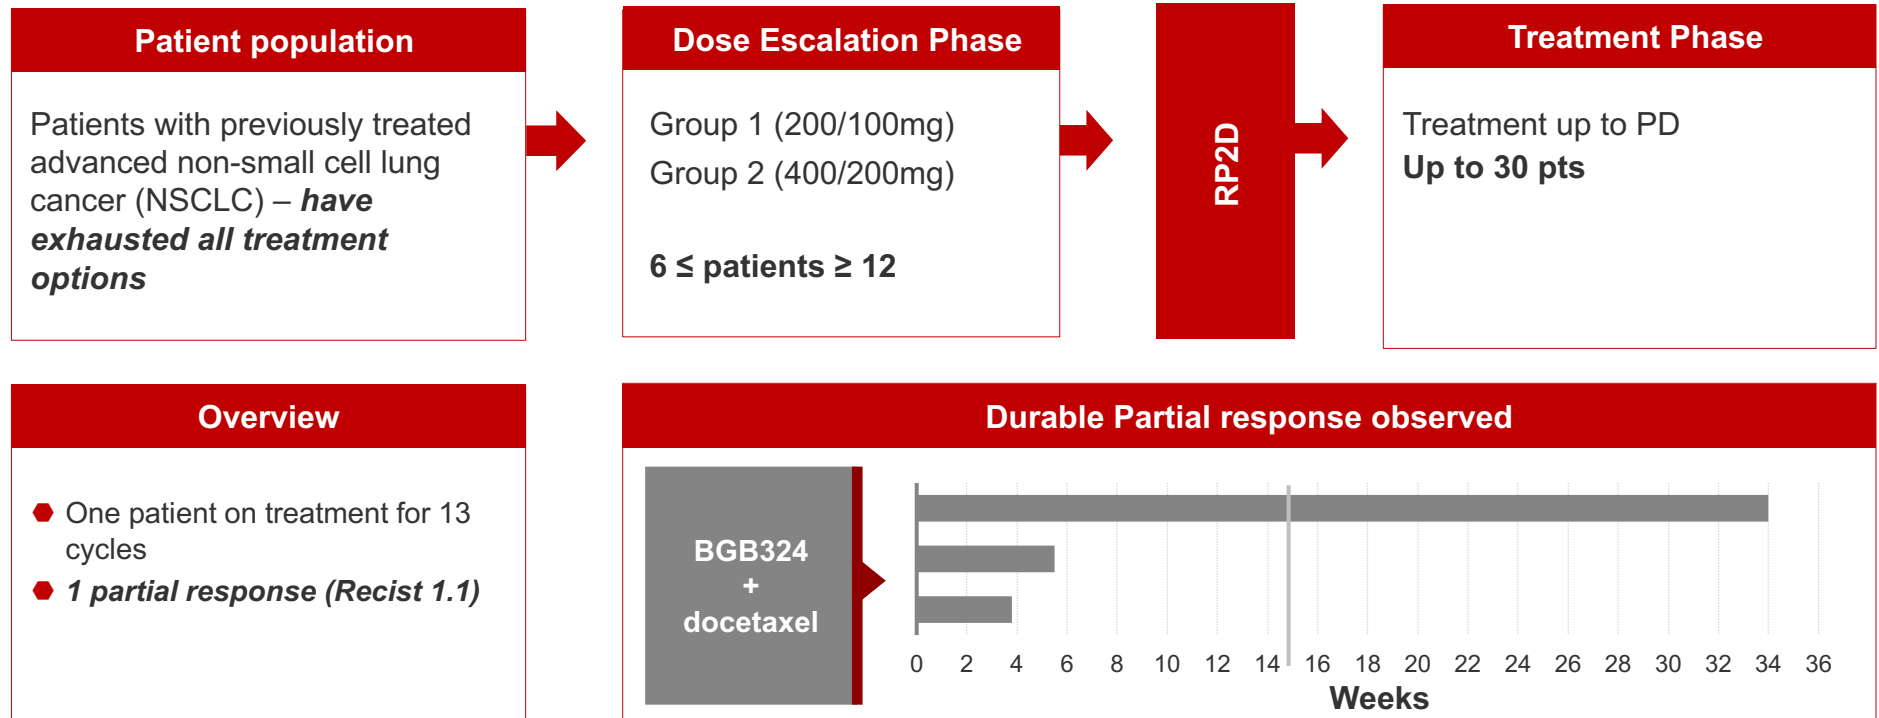 Patient population
Patients with previously treated
advanced non-small cell lung
cancer (NSCLC) – have
exhausted all treatment
options
Dose Escalation Phase
Group 1 (200/100mg)
Group 2 (400/200mg)
6 ≤ patients ≥ 12
RP2D
Treatment Phase
Treatment up to PD
Up to 30 pts
Overview
One patient on treatment for 13
cycles
1 partial response (Recist 1.1)
Durable Partial response observed
BGB324
+
docetaxel
0 2 4 6 8 10 12 14 16 18 20 22 24 26 28 30 32 34 36
Weeks